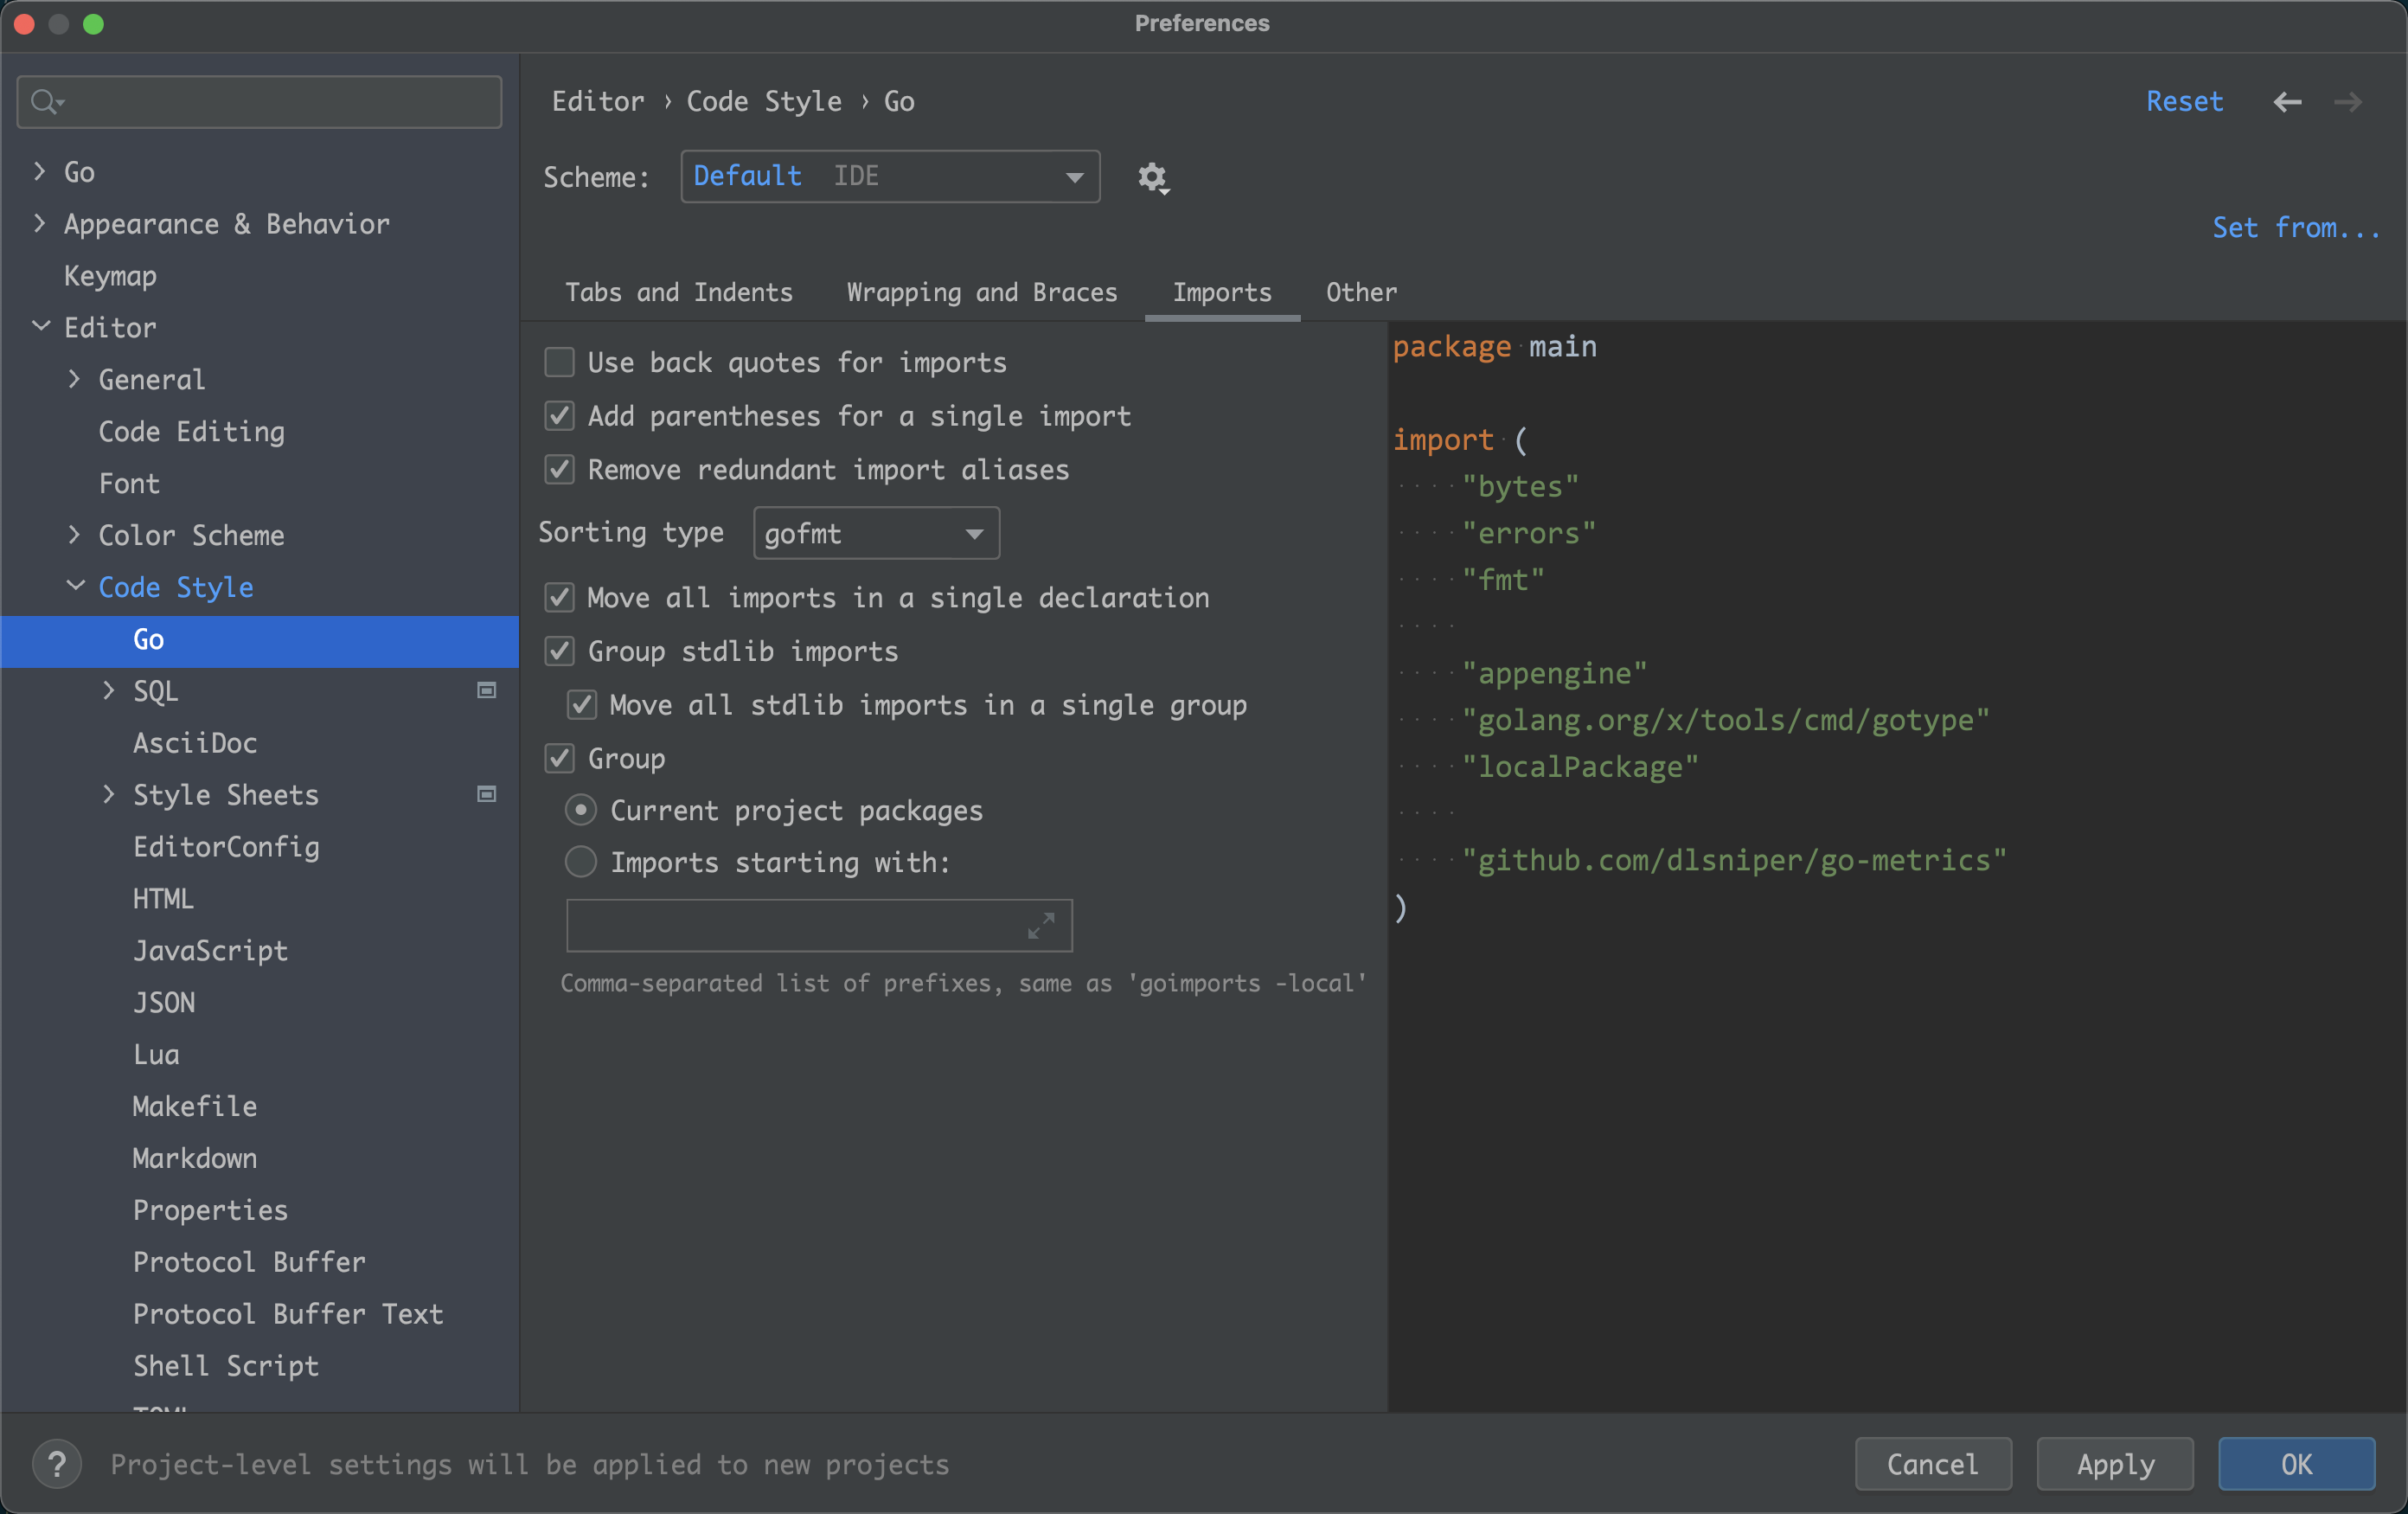 Preferences
Go
Appearance & Behavior
Keymap
Editor
General
Code Editing
Font
Color Scheme
Code Style
Go
SQL
AsciiDoc
Style Sheets
EditorConfig
HTML
JavaScript
JSON
Lua
Makefile
Markdown
Properties
Protocol Buffer
Protocol Buffer Text
Shell Script
Editor › Code Style › Go
Reset
Scheme: Default IDE
Set from...
Tabs and Indents Wrapping and Braces Imports Other
Use back quotes for imports
Add parentheses for a single import
Remove redundant import aliases
Sorting type gofmt
Move all imports in a single declaration
Group stdlib imports
Move all stdlib imports in a single group
Group
Current project packages
Imports starting with:
Comma-separated list of prefixes, same as 'goimports -local'
package main
import (
"bytes"
"errors"
"fmt"
"appengine"
"golang.org/x/tools/cmd/gotype"
"localPackage"
"github.com/dlsniper/go-metrics"
)
? Project-level settings will be applied to new projects
Cancel Apply OK